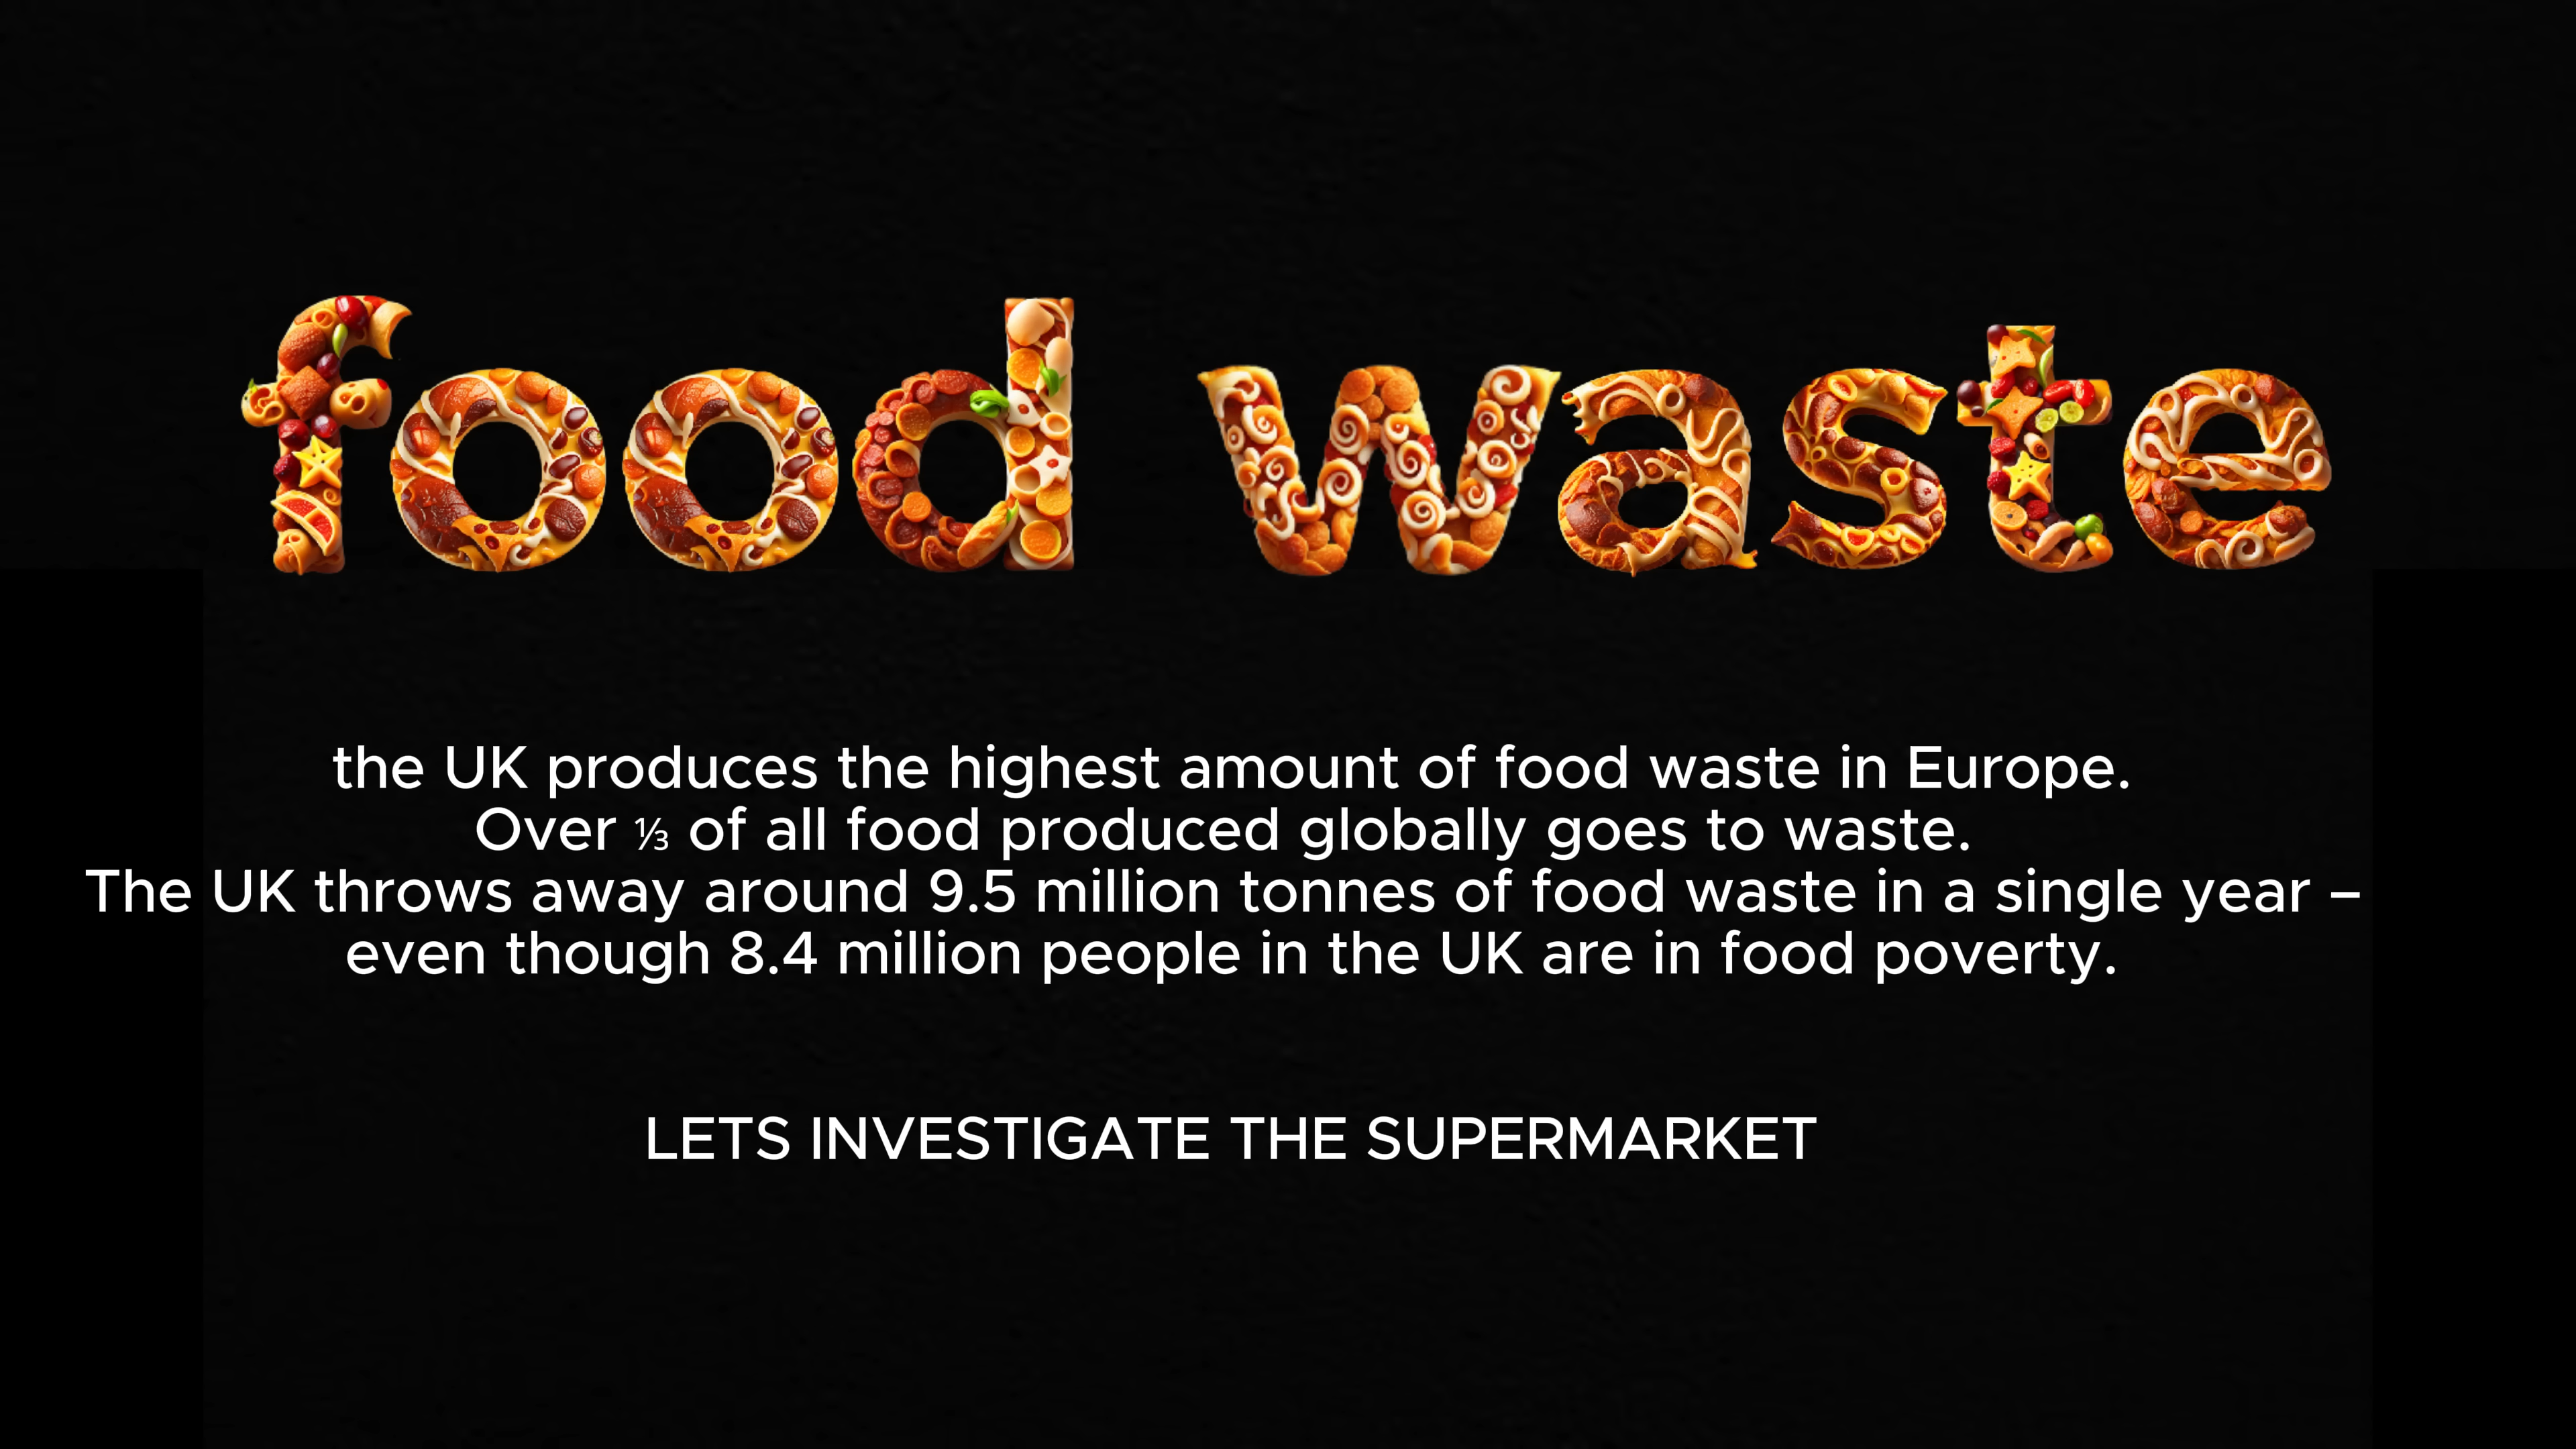 food waste
the UK produces the highest amount of food waste in Europe.
Over ⅓ of all food produced globally goes to waste.
The UK throws away around 9.5 million tonnes of food waste in a single year –
even though 8.4 million people in the UK are in food poverty.
LETS INVESTIGATE THE SUPERMARKET